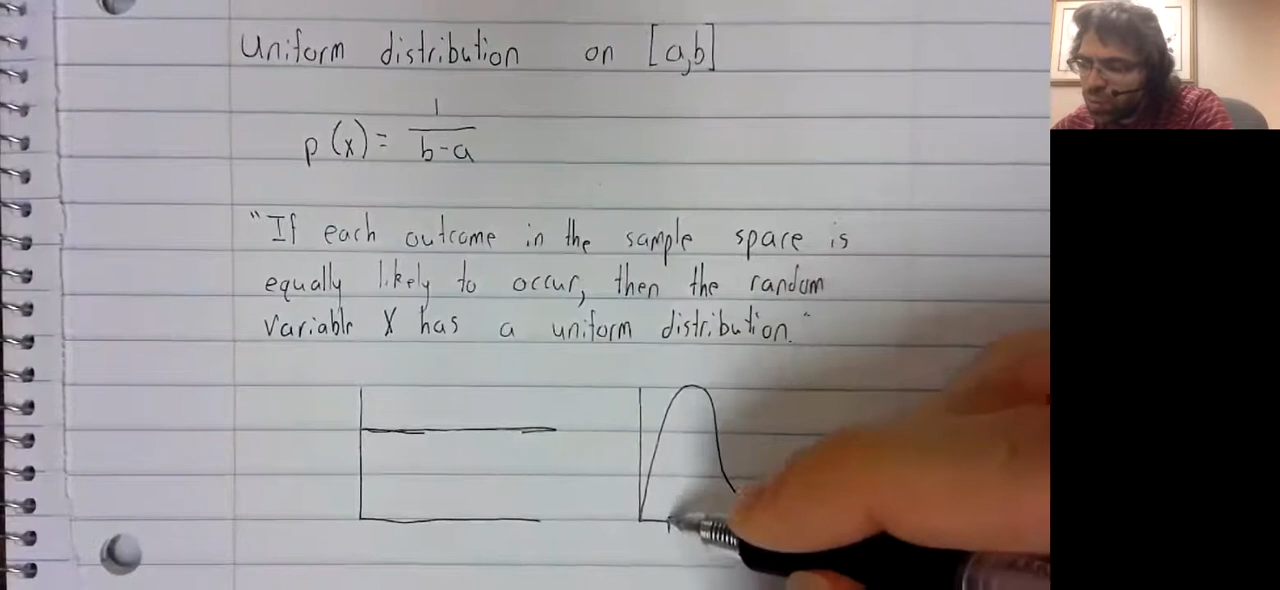 Uniform distribution on [a,b]
p(x) = 1/(b-a)
"If each outcome in the sample space is
equally likely to occur, then the random
variable X has a uniform distribution."